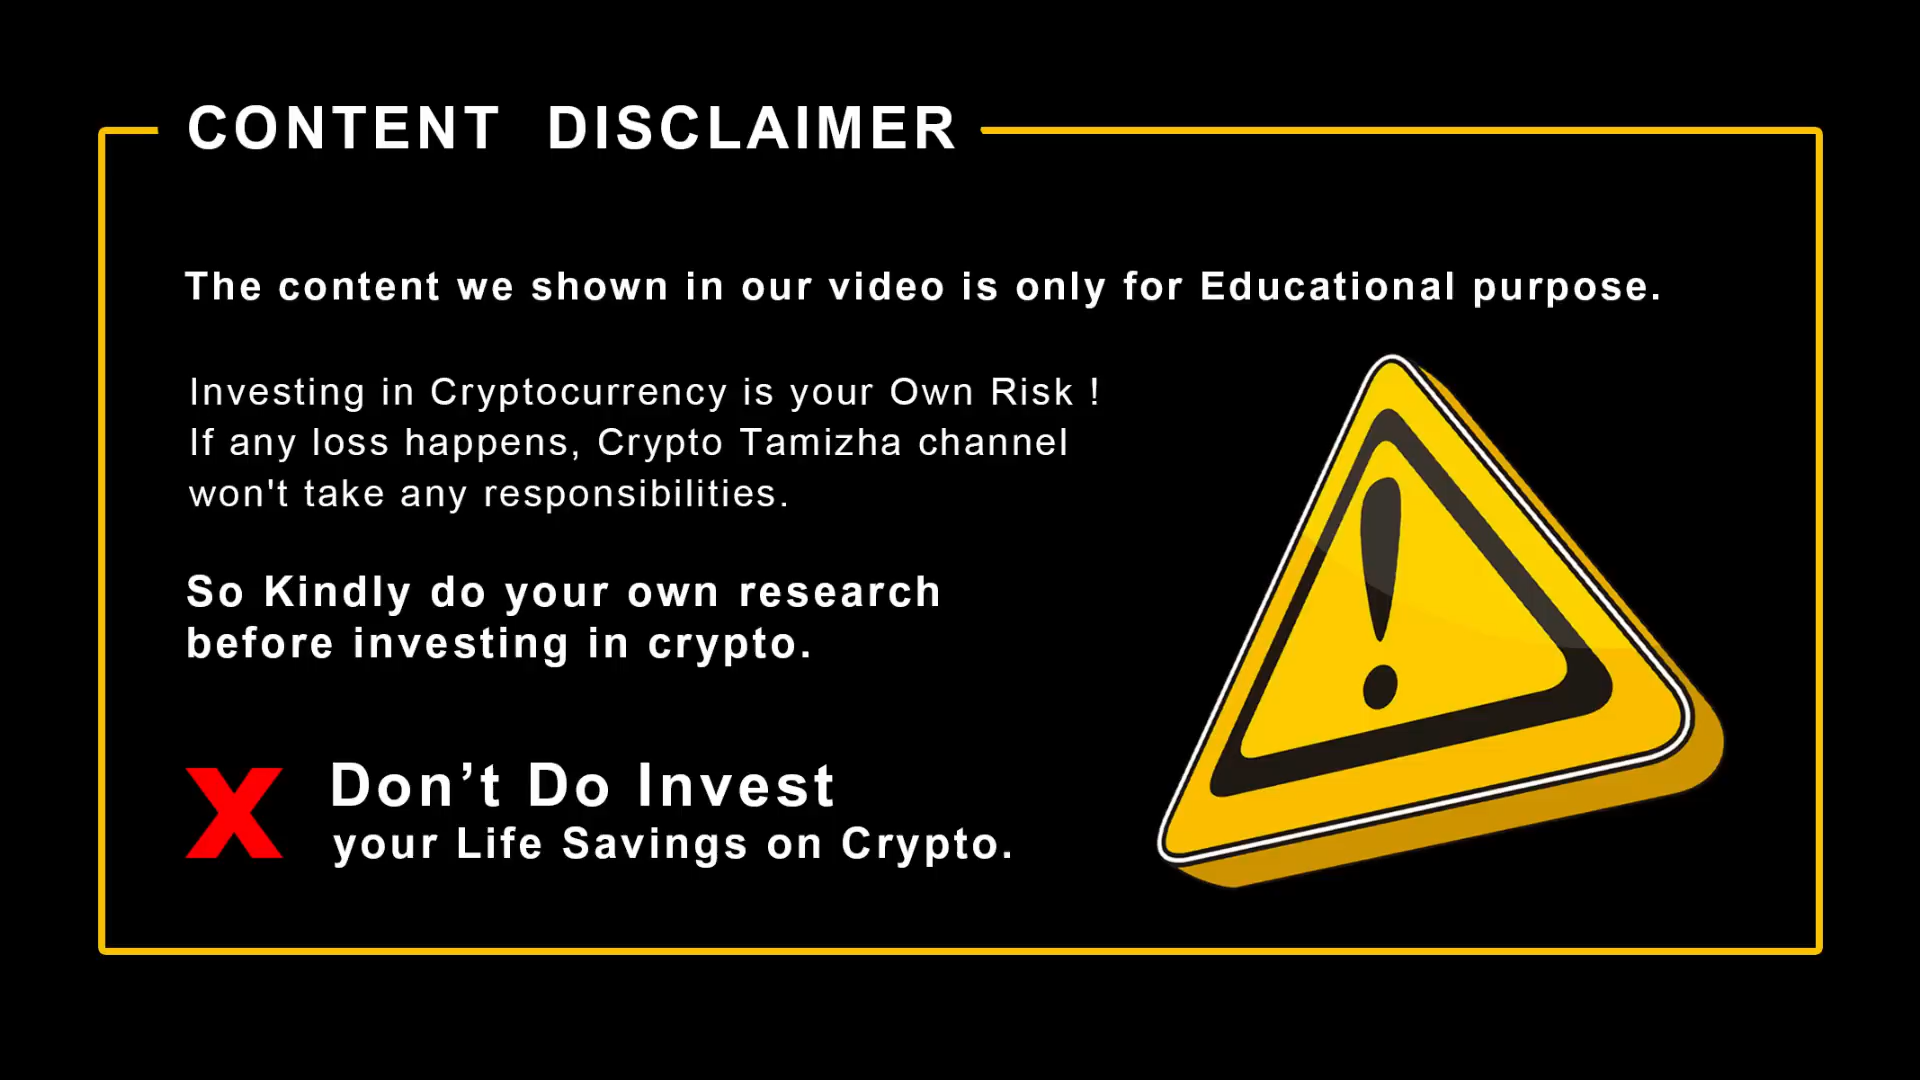 CONTENT DISCLAIMER
The content we shown in our video is only for Educational purpose.
Investing in Cryptocurrency is your Own Risk !
If any loss happens, Crypto Tamizha channel
won't take any responsibilities.
So Kindly do your own research
before investing in crypto.
X Don’t Do Invest
your Life Savings on Crypto.